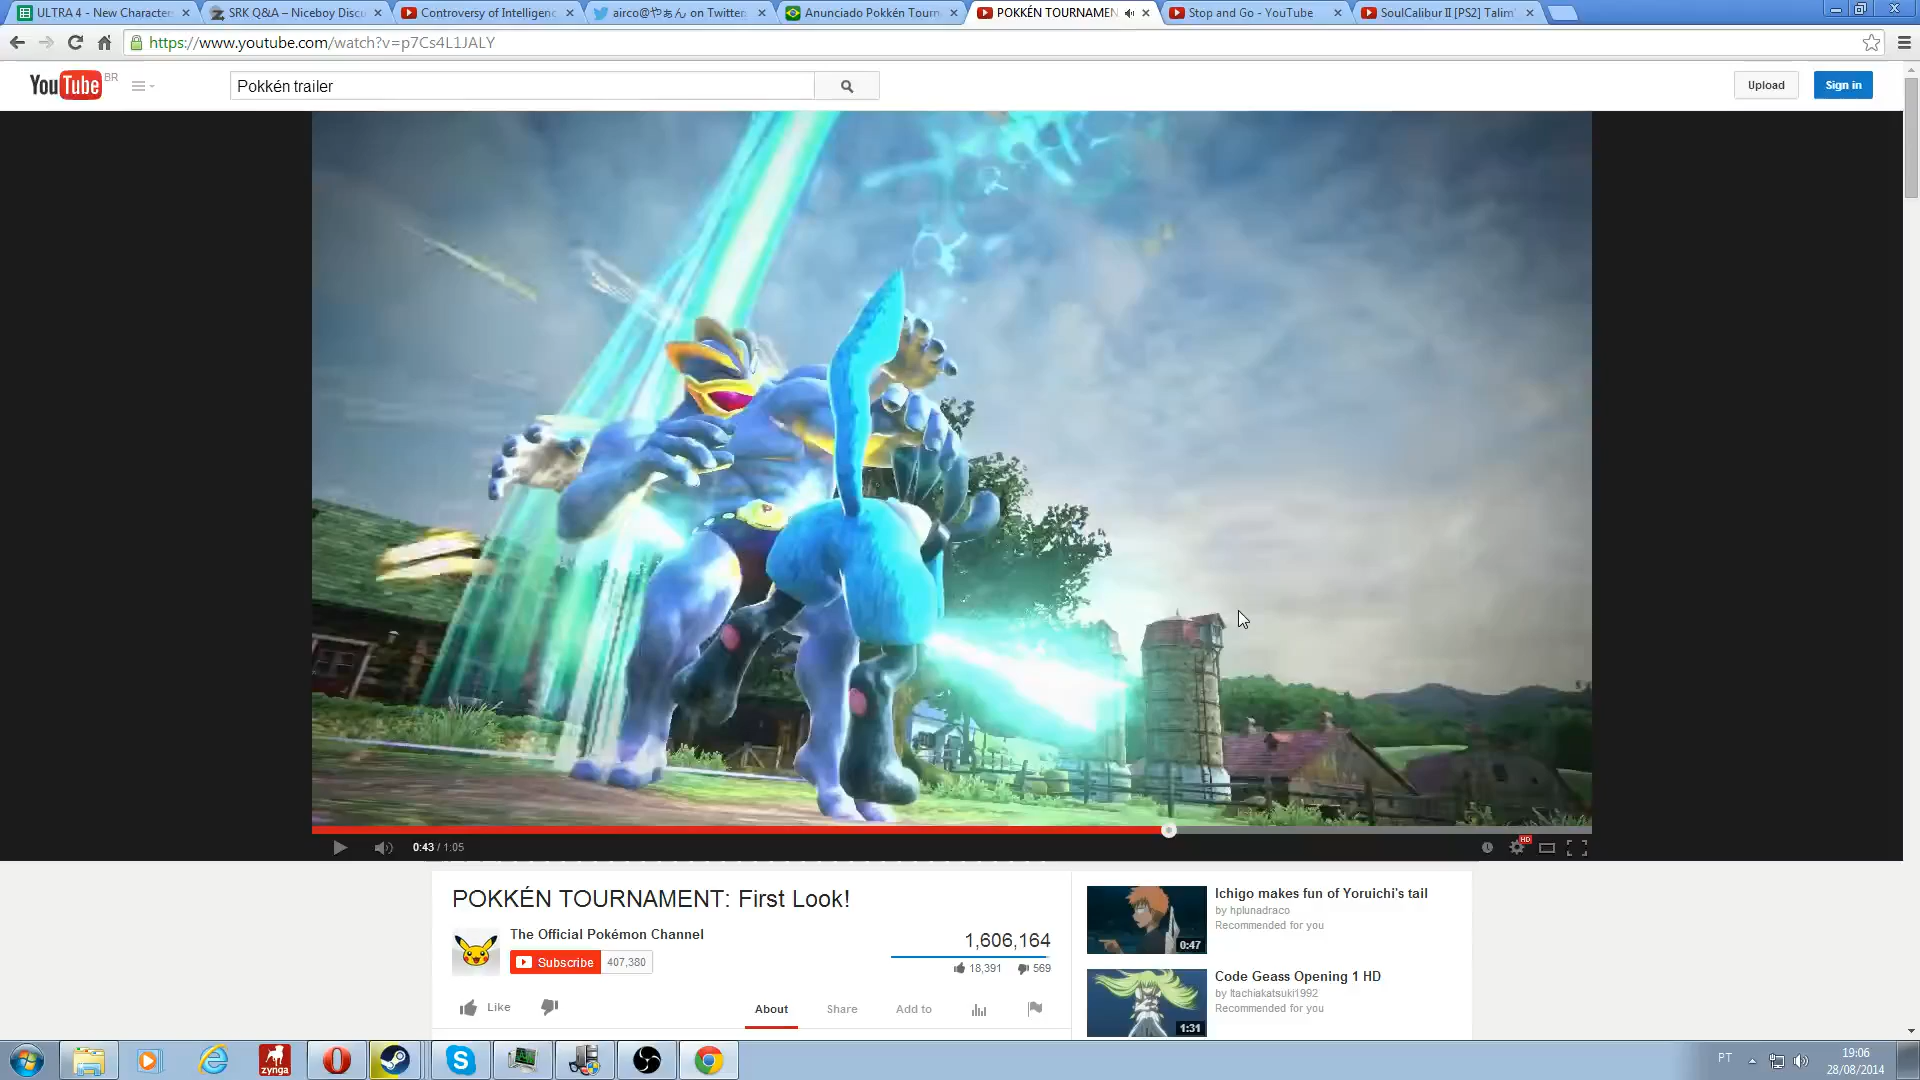 ULTRA 4 - New Character
SRK Q&A – Niceboy Discu
Controversy of Intelligenc
airco@やぁん on Twitter
Anunciado Pokkén Tourn
POKKÉN TOURNAMEN
Stop and Go - YouTube
SoulCalibur II [PS2] Talim
https://www.youtube.com/watch?v=p7Cs4L1JALY
YouTube BR
Pokkén trailer
Upload
Sign in
0:43 / 1:05
HD
POKKÉN TOURNAMENT: First Look!
The Official Pokémon Channel
Subscribe 407,380
1,606,164
18,391 569
Like
About
Share
Add to
Ichigo makes fun of Yoruichi's tail
by hplunadraco
Recommended for you
0:47
Code Geass Opening 1 HD
by Itachiakatsuki1992
Recommended for you
1:31
zynga
PT
19:06
28/08/2014